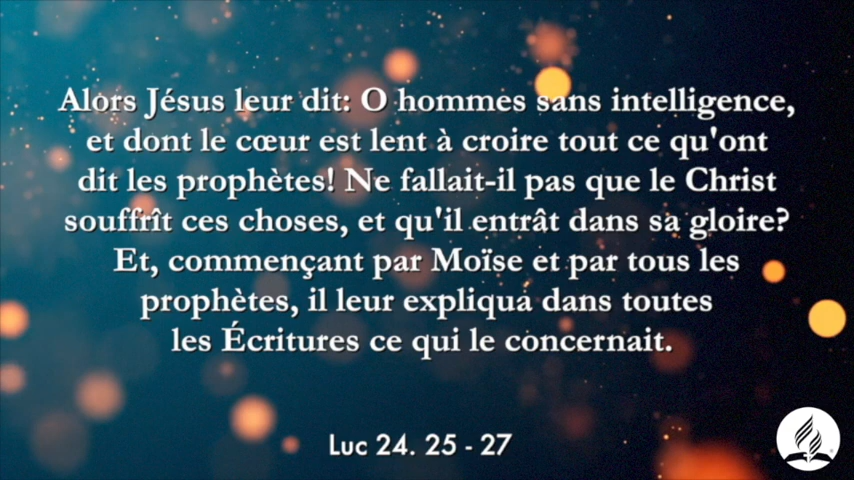 Alors Jésus leur dit: O hommes sans intelligence,
et dont le cœur est lent à croire tout ce qu'ont
dit les prophètes! Ne fallait-il pas que le Christ
souffrît ces choses, et qu'il entrât dans sa gloire?
Et, commençant par Moïse et par tous les
prophètes, il leur expliqua dans toutes
les Écritures ce qui le concernait.
Luc 24. 25 - 27